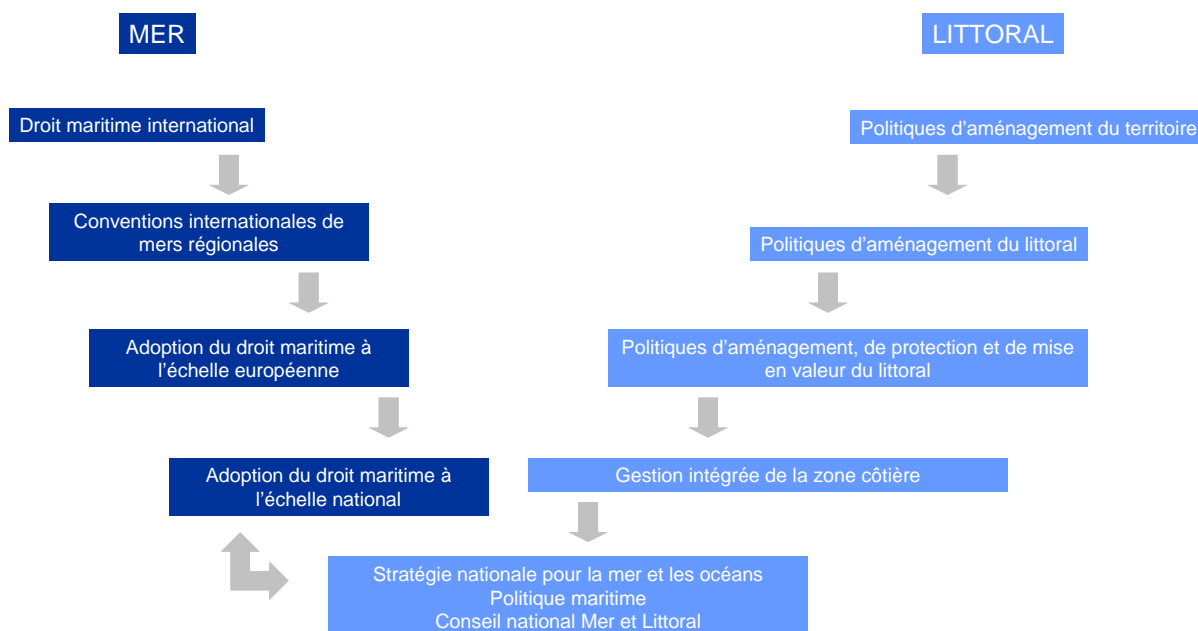 MER
LITTORAL
Droit maritime international
Politiques d’aménagement du territoire
Conventions internationales de
mers régionales
Politiques d’aménagement du littoral
Adoption du droit maritime à
l’échelle européenne
Politiques d’aménagement, de protection et de mise
en valeur du littoral
Adoption du droit maritime à
l’échelle national
Gestion intégrée de la zone côtière
Stratégie nationale pour la mer et les océans
Politique maritime
Conseil national Mer et Littoral